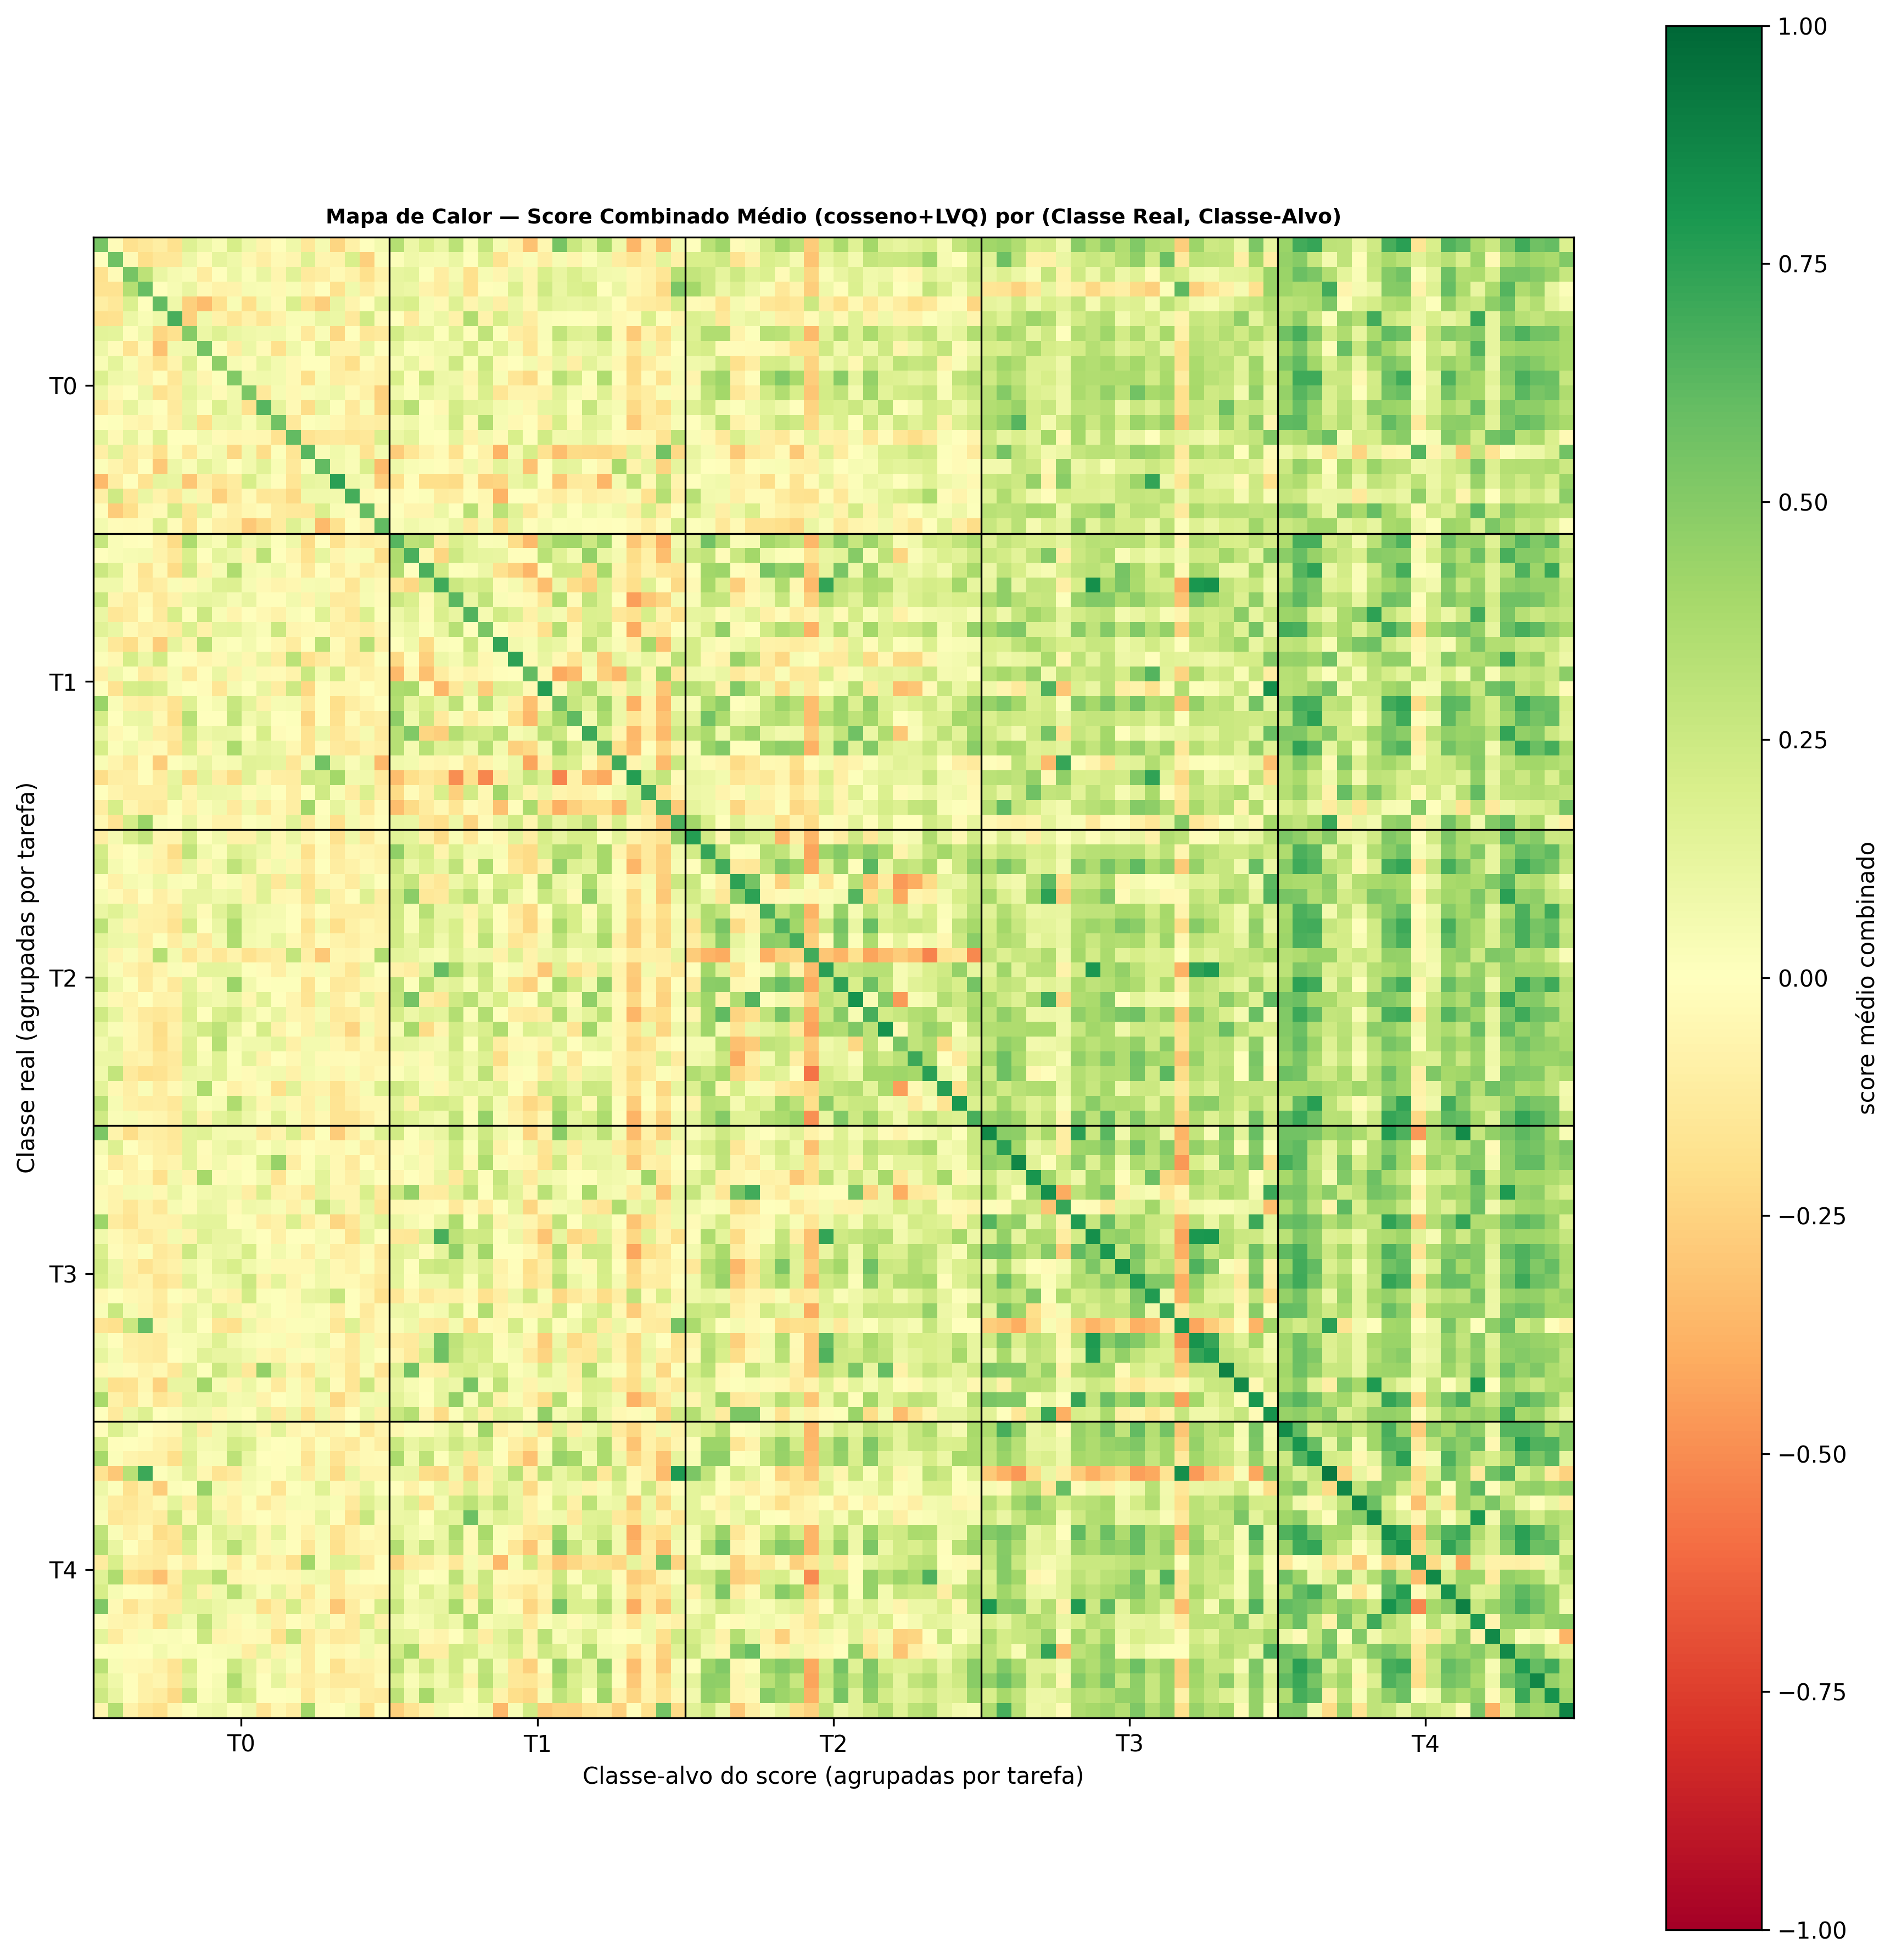 Mapa de Calor — Score Combinado Médio (cosseno+LVQ) por (Classe Real, Classe-Alvo)
Classe real (agrupadas por tarefa)
T0
T1
T2
T3
T4
T0 T1 T2 T3 T4
Classe-alvo do score (agrupadas por tarefa)
1.00
0.75
0.50
0.25
0.00
−0.25
−0.50
−0.75
−1.00
score médio combinado